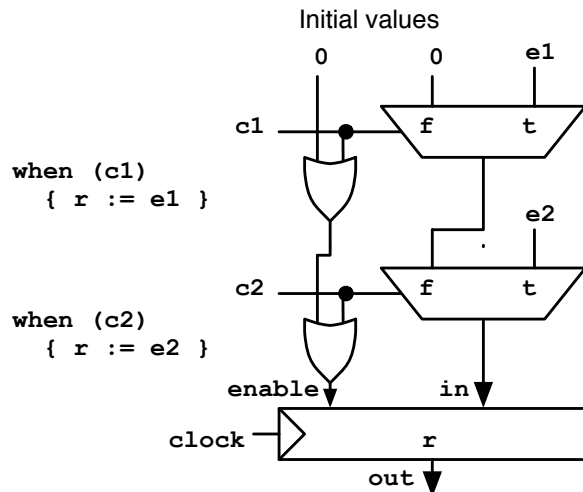 Initial values
0 0 e1
c1 f t
when (c1)
{ r := e1 }
e2
c2 f t
when (c2)
{ r := e2 }
enable in
clock r
out